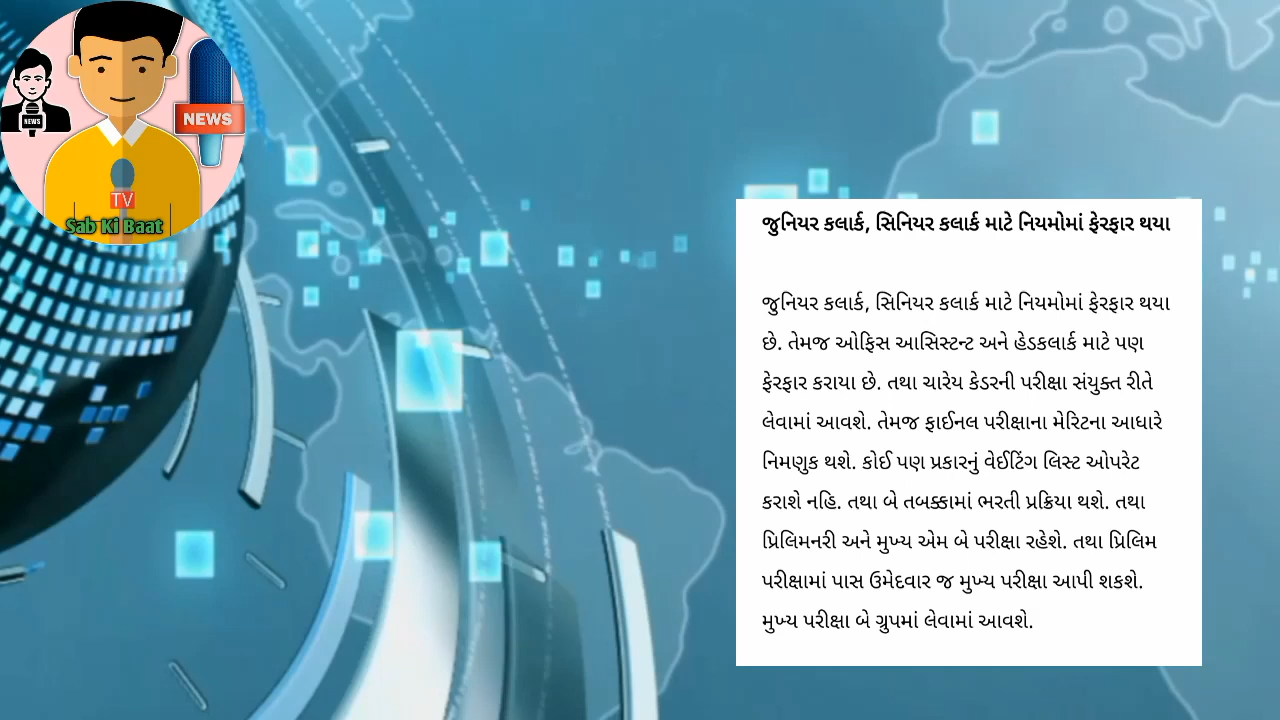 NEWS
NEWS
TV
Sab Ki Baat
જુનિયર કલાર્ક, સિનિયર કલાર્ક માટે નિયમોમાં ફેરફાર થયા
જુનિયર કલાર્ક, સિનિયર કલાર્ક માટે નિયમોમાં ફેરફાર થયા
છે. તેમજ ઓફિસ આસિસ્ટન્ટ અને હેડકલાર્ક માટે પણ
ફેરફાર કરાયા છે. તથા ચારેય કેડરની પરીક્ષા સંયુક્ત રીતે
લેવામાં આવશે. તેમજ ફાઈનલ પરીક્ષાના મેરિટના આધારે
નિમણુક થશે. કોઈ પણ પ્રકારનું વેઈટિંગ લિસ્ટ ઓપરેટ
કરાશે નહિ. તથા બે તબક્કામાં ભરતી પ્રક્રિયા થશે. તથા
પ્રિલિમનરી અને મુખ્ય એમ બે પરીક્ષા રહેશે. તથા પ્રિલિમ
પરીક્ષામાં પાસ ઉમેદવાર જ મુખ્ય પરીક્ષા આપી શકશે.
મુખ્ય પરીક્ષા બે ગ્રુપમાં લેવામાં આવશે.